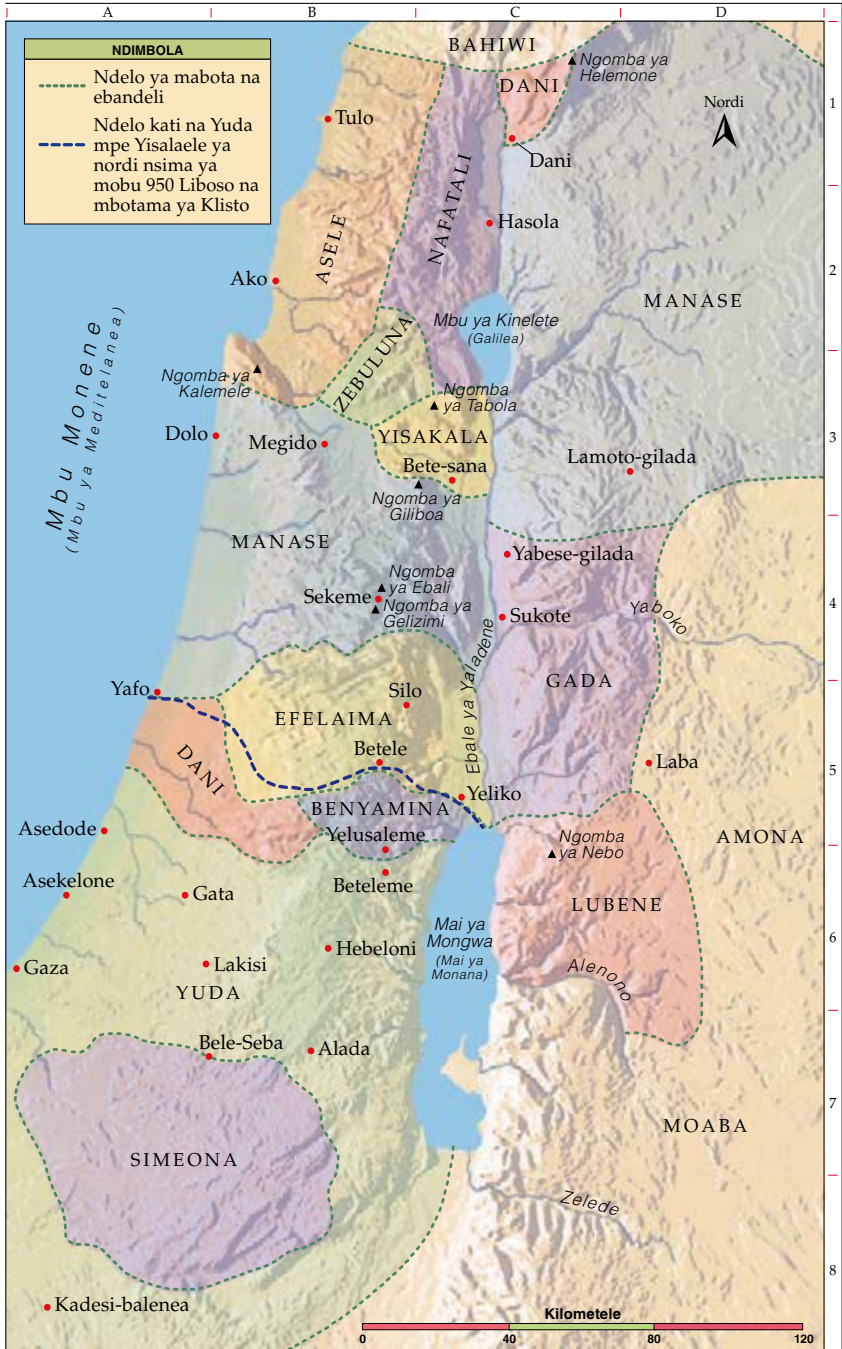 A B C D
NDIMBOLA
Ndelo ya mabota na
ebandeli
Ndelo kati na Yuda
mpe Yisalaele ya
nordi nsima ya
mobu 950 Liboso na
mbotama ya Klisto
BAHIWI
Ngomba ya
Helemone
DANI
1
Nordi
Tulo
Dani
NAFATALI
Hasola
ASELE
2
Ako
MANASE
Mbu ya Kinelete
(Galilea)
Mbu Monene
(Mbu ya Meditelanea)
ZEBULUNA
Ngomba ya
Kalemele
Ngomba
ya Tabola
Dolo
Megido
YISAKALA
3
Bete-sana
Lamoto-gilada
Ngomba ya
Giliboa
MANASE
Yabese-gilada
Ngomba
ya Ebali
Sekeme
Ngomba ya
Gelizimi
Sukote
Yaboko
4
Ebale ya Yaladene
GADA
Yafo
Silo
EFELAIMA
DANI
Betele
Laba
5
Yeliko
BENYAMINA
Asedode
Yelusaleme
Ngomba
ya Nebo
AMONA
Beteleme
Asekelone
Gata
LUBENE
Mai ya
Mongwa
(Mai ya
Monana)
6
Hebeloni
Gaza
Lakisi
Alenono
YUDA
Bele-Seba
Alada
7
MOABA
SIMEONA
Zelede
8
Kadesi-balenea
Kilometele
0 40 80 120